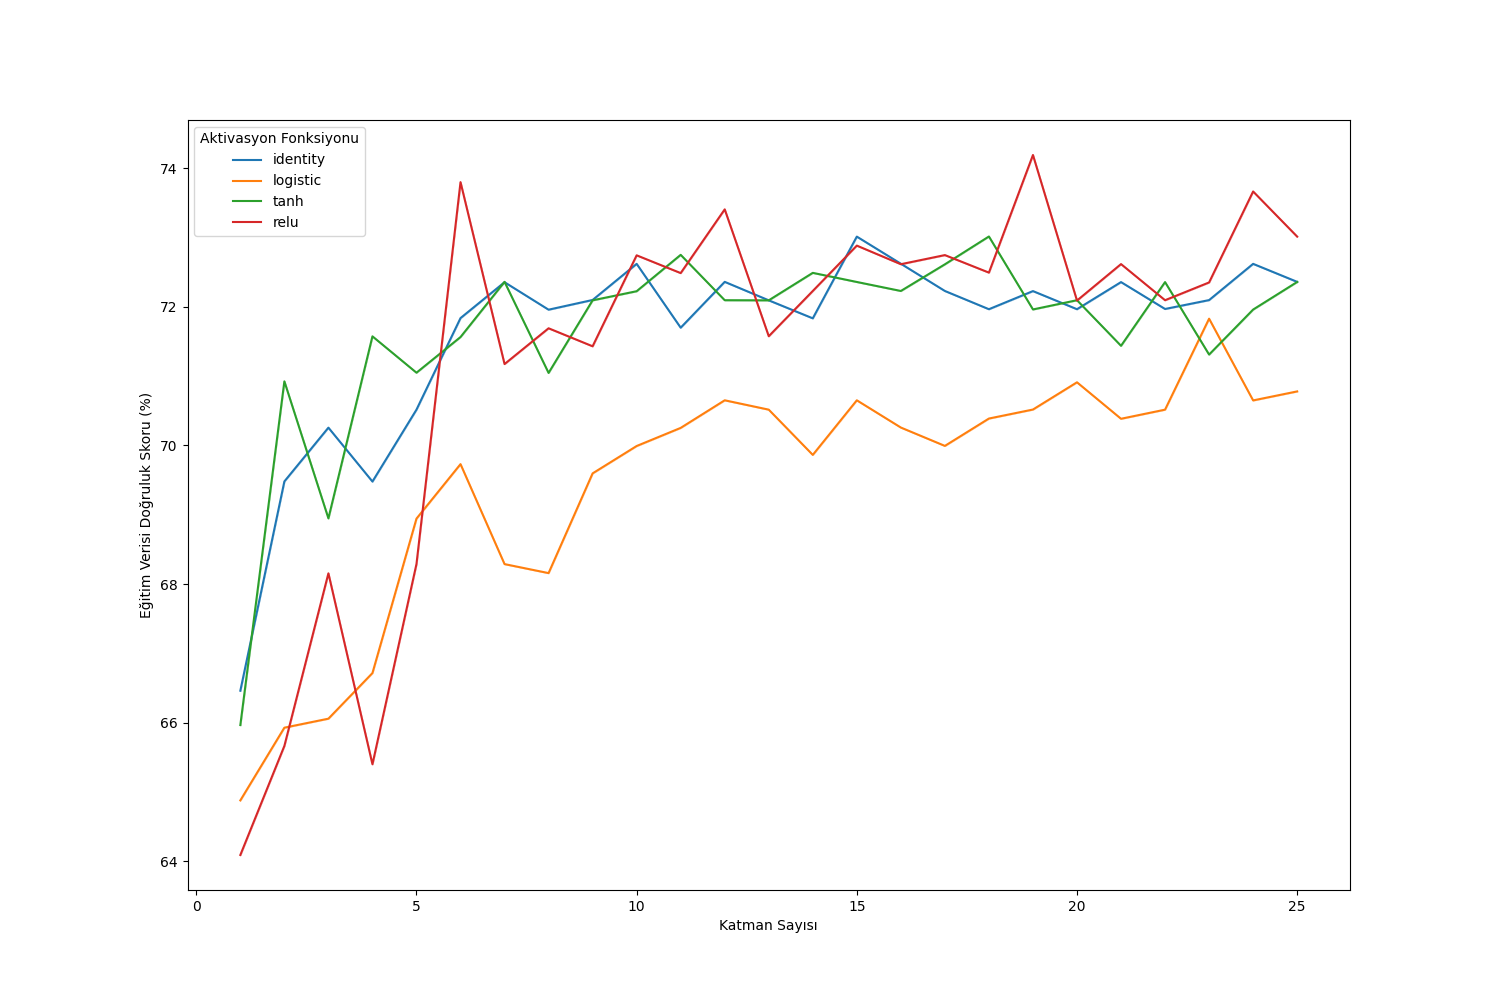 Aktivasyon Fonksiyonu
identity
logistic
tanh
relu
74
72
70
68
66
64
Eğitim Verisi Doğruluk Skoru (%)
0 5 10 15 20 25
Katman Sayısı